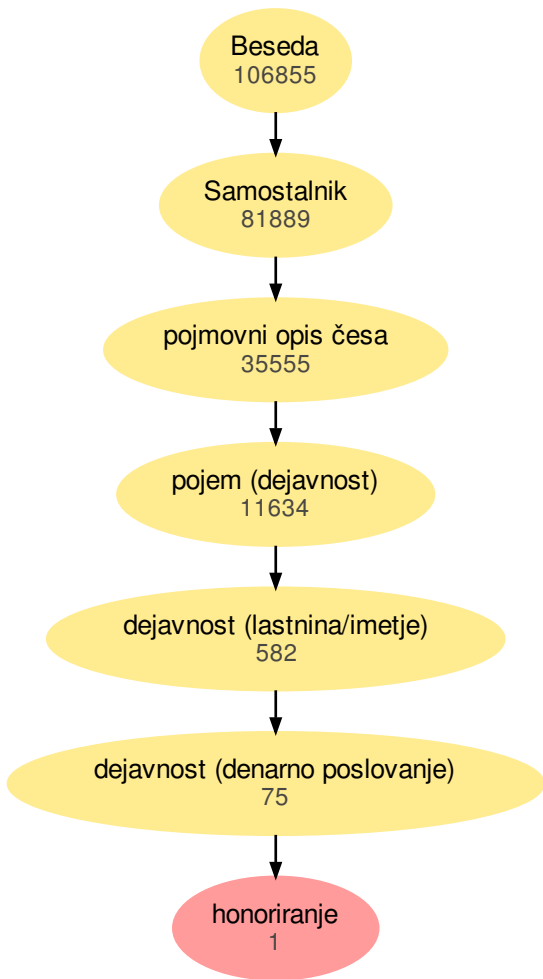 Beseda
106855
Samostalnik
81889
pojmovni opis česa
35555
pojem (dejavnost)
11634
dejavnost (lastnina/imetje)
582
dejavnost (denarno poslovanje)
75
honoriranje
1